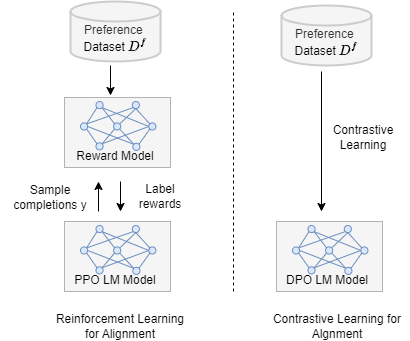 Preference
Dataset D^f
Reward Model
Sample
completions y
Label
rewards
PPO LM Model
Reinforcement Learning
for Alignment
Preference
Dataset D^f
Contrastive
Learning
DPO LM Model
Contrastive Learning for
Algnment